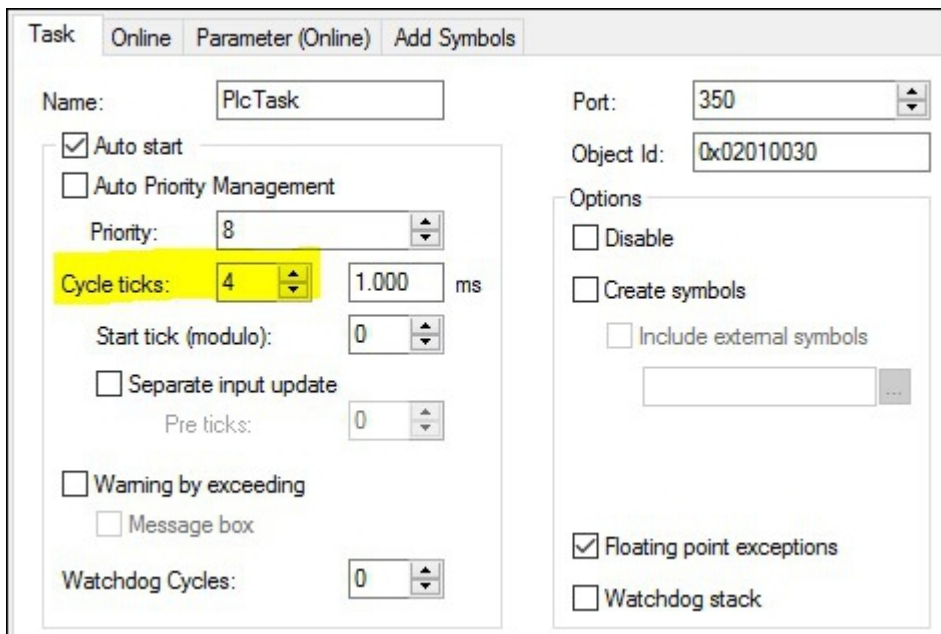 Task Online Parameter (Online) Add Symbols
Name: PlcTask
Auto start
Auto Priority Management
Priority: 8
Cycle ticks: 4 1.000 ms
Start tick (modulo): 0
Separate input update
Pre ticks: 0
Warning by exceeding
Message box
Watchdog Cycles: 0
Port: 350
Object Id: 0x02010030
Options
Disable
Create symbols
Include external symbols
...
Floating point exceptions
Watchdog stack